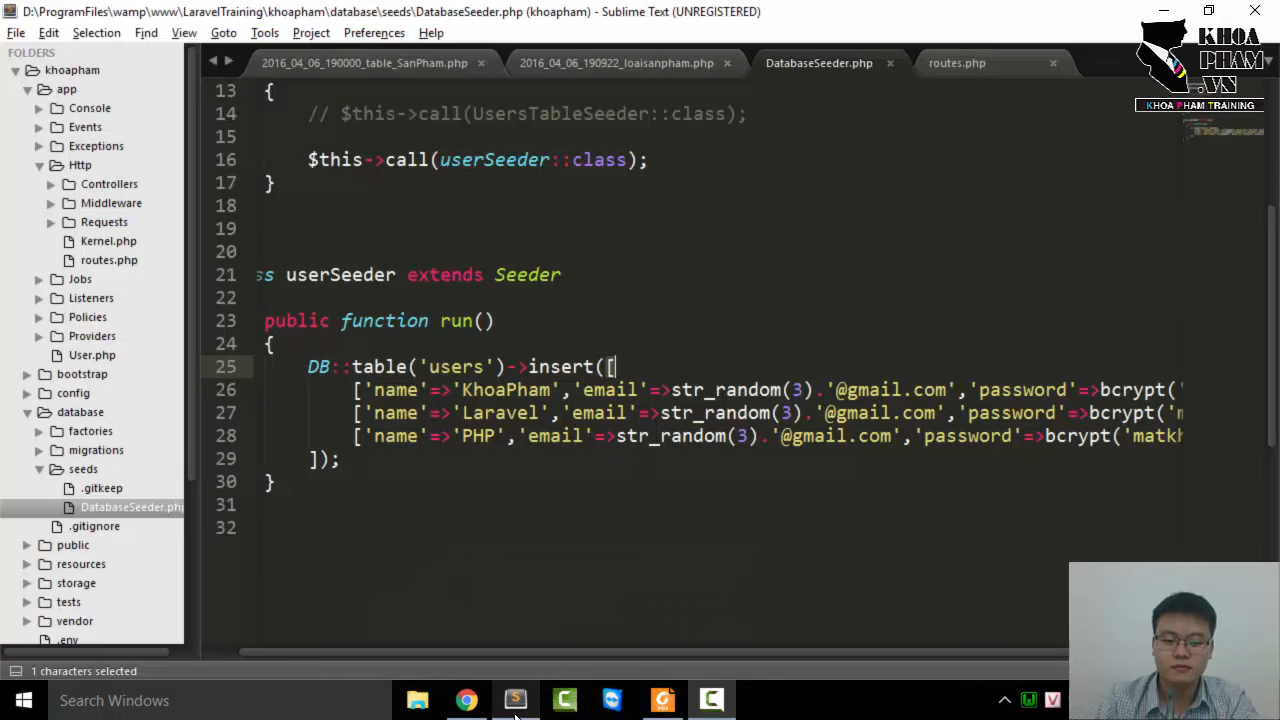 D:\ProgramFiles\wamp\www\LaravelTraining\khoapham\database\seeds\DatabaseSeeder.php (khoapham) - Sublime Text (UNREGISTERED)
File Edit Selection Find View Goto Tools Project Preferences Help
KHOA
PHAM
.VN
KHOA PHAM TRAINING
FOLDERS
khoapham
app
Console
Events
Exceptions
Http
Controllers
Middleware
Requests
Kernel.php
routes.php
Jobs
Listeners
Policies
Providers
User.php
bootstrap
config
database
factories
migrations
seeds
.gitkeep
DatabaseSeeder.php
.gitignore
public
resources
storage
tests
vendor
.env
2016_04_06_190000_table_SanPham.php 2016_04_06_190922_loaisanpham.php DatabaseSeeder.php routes.php
13 {
14 // $this->call(UsersTableSeeder::class);
15
16 $this->call(userSeeder::class);
17 }
18
19
20
21 ss userSeeder extends Seeder
22
23 public function run()
24 {
25 DB::table('users')->insert([
26 ['name'=>'KhoaPham','email'=>str_random(3).'@gmail.com','password'=>bcrypt('
27 ['name'=>'Laravel','email'=>str_random(3).'@gmail.com','password'=>bcrypt('m
28 ['name'=>'PHP','email'=>str_random(3).'@gmail.com','password'=>bcrypt('matkh
29 ]);
30 }
31
32
1 characters selected
Search Windows